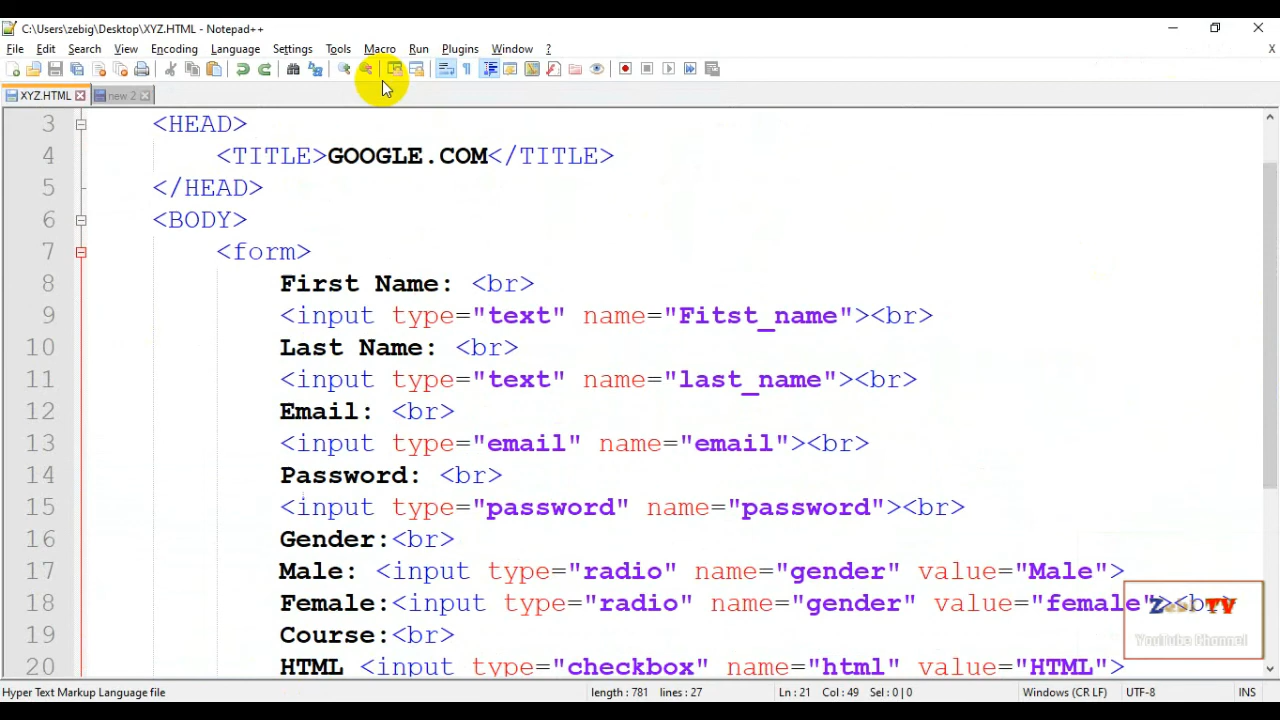 C:\Users\zebig\Desktop\XYZ.HTML - Notepad++
File Edit Search View Encoding Language Settings Tools Macro Run Plugins Window ? X
XYZ.HTML new 2
3 <HEAD>
4 <TITLE>GOOGLE.COM</TITLE>
5 </HEAD>
6 <BODY>
7 <form>
8 First Name: <br>
9 <input type="text" name="Fitst_name"><br>
10 Last Name: <br>
11 <input type="text" name="last_name"><br>
12 Email: <br>
13 <input type="email" name="email"><br>
14 Password: <br>
15 <input type="password" name="password"><br>
16 Gender:<br>
17 Male: <input type="radio" name="gender" value="Male">
18 Female:<input type="radio" name="gender" value="female"><br>
19 Course:<br>
20 HTML <input type="checkbox" name="html" value="HTML">
TV
YouTube Khonnel
Hyper Text Markup Language file length : 781 lines : 27 Ln : 21 Col : 49 Sel : 0 | 0 Windows (CR LF) UTF-8 INS